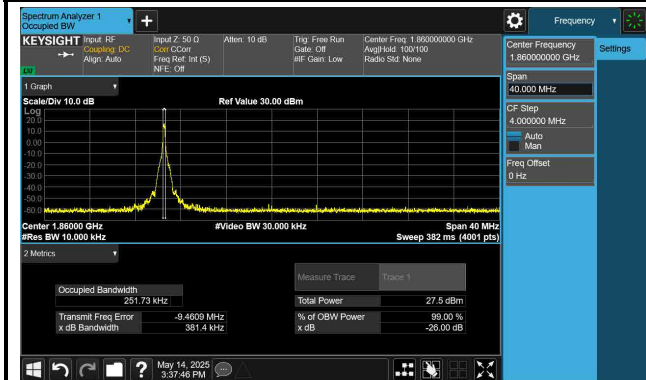 Spectrum Analyzer 1
Occupied BW
+
Frequency
KEYSIGHT Input: RF
Coupling: DC
Align: Auto
Input Z: 50 Ω
Corr CCorr
Freq Ref: Int (S)
NFE: Off
Atten: 10 dB
Trig: Free Run
Gate: Off
#IF Gain: Low
Center Freq: 1.860000000 GHz
Avg|Hold: 100/100
Radio Std: None
Center Frequency
1.860000000 GHz
Settings
Span
40.000 MHz
CF Step
4.000000 MHz
Auto
Man
Freq Offset
0 Hz
1 Graph
Scale/Div 10.0 dB
Ref Value 30.00 dBm
Log
20.0
10.0
0.00
-10.0
-20.0
-30.0
-40.0
-50.0
-60.0
Center 1.86000 GHz
#Video BW 30.000 kHz
Span 40 MHz
#Res BW 10.000 kHz
Sweep 382 ms (4001 pts)
2 Metrics
Measure Trace
Trace 1
Occupied Bandwidth
251.73 kHz
Total Power
27.5 dBm
Transmit Freq Error
-9.4609 MHz
% of OBW Power
99.00 %
x dB Bandwidth
381.4 kHz
x dB
-26.00 dB
?
May 14, 2025
3:37:46 PM